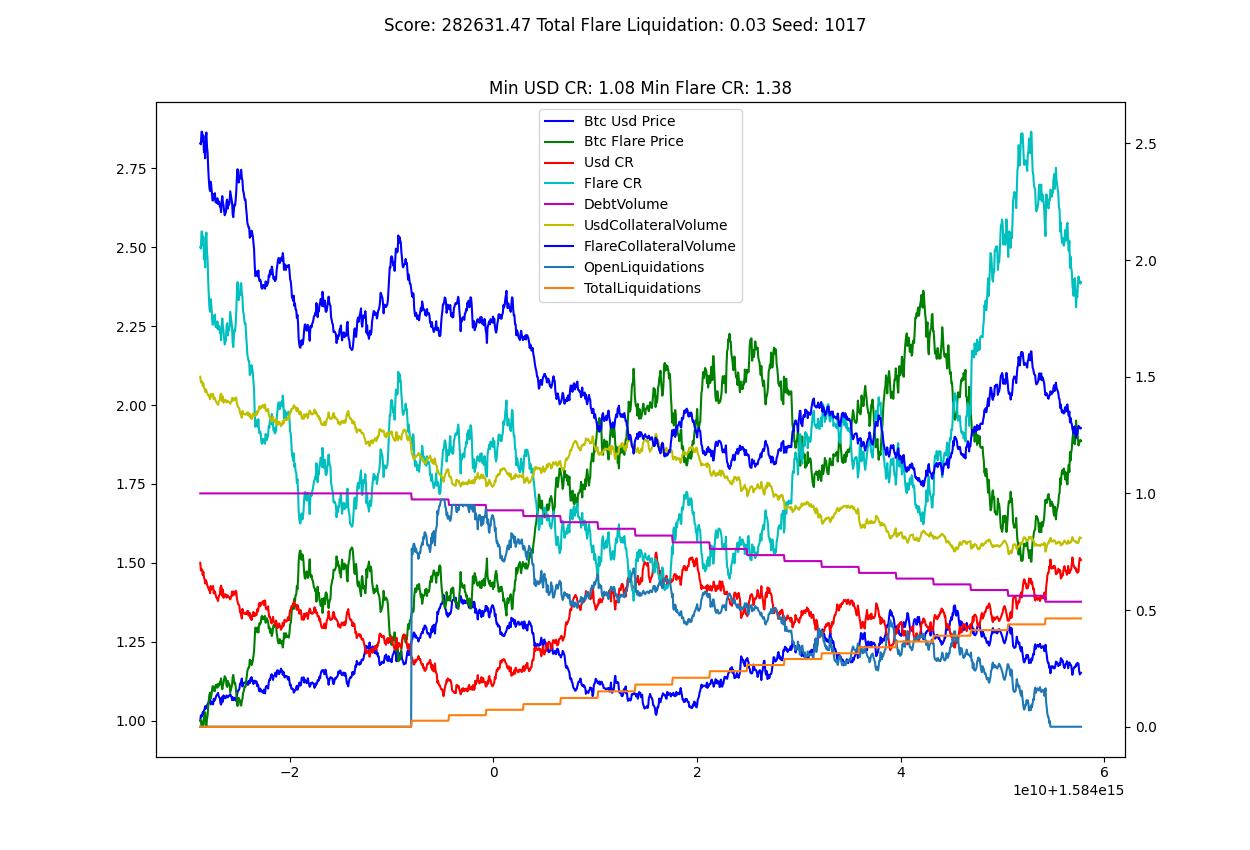 Score: 282631.47 Total Flare Liquidation: 0.03 Seed: 1017
Min USD CR: 1.08 Min Flare CR: 1.38
Btc Usd Price
Btc Flare Price
Usd CR
Flare CR
DebtVolume
UsdCollateralVolume
FlareCollateralVolume
OpenLiquidations
TotalLiquidations
2.75
2.50
2.25
2.00
1.75
1.50
1.25
1.00
2.5
2.0
1.5
1.0
0.5
0.0
−2 0 2 4 6
1e10+1.584e15